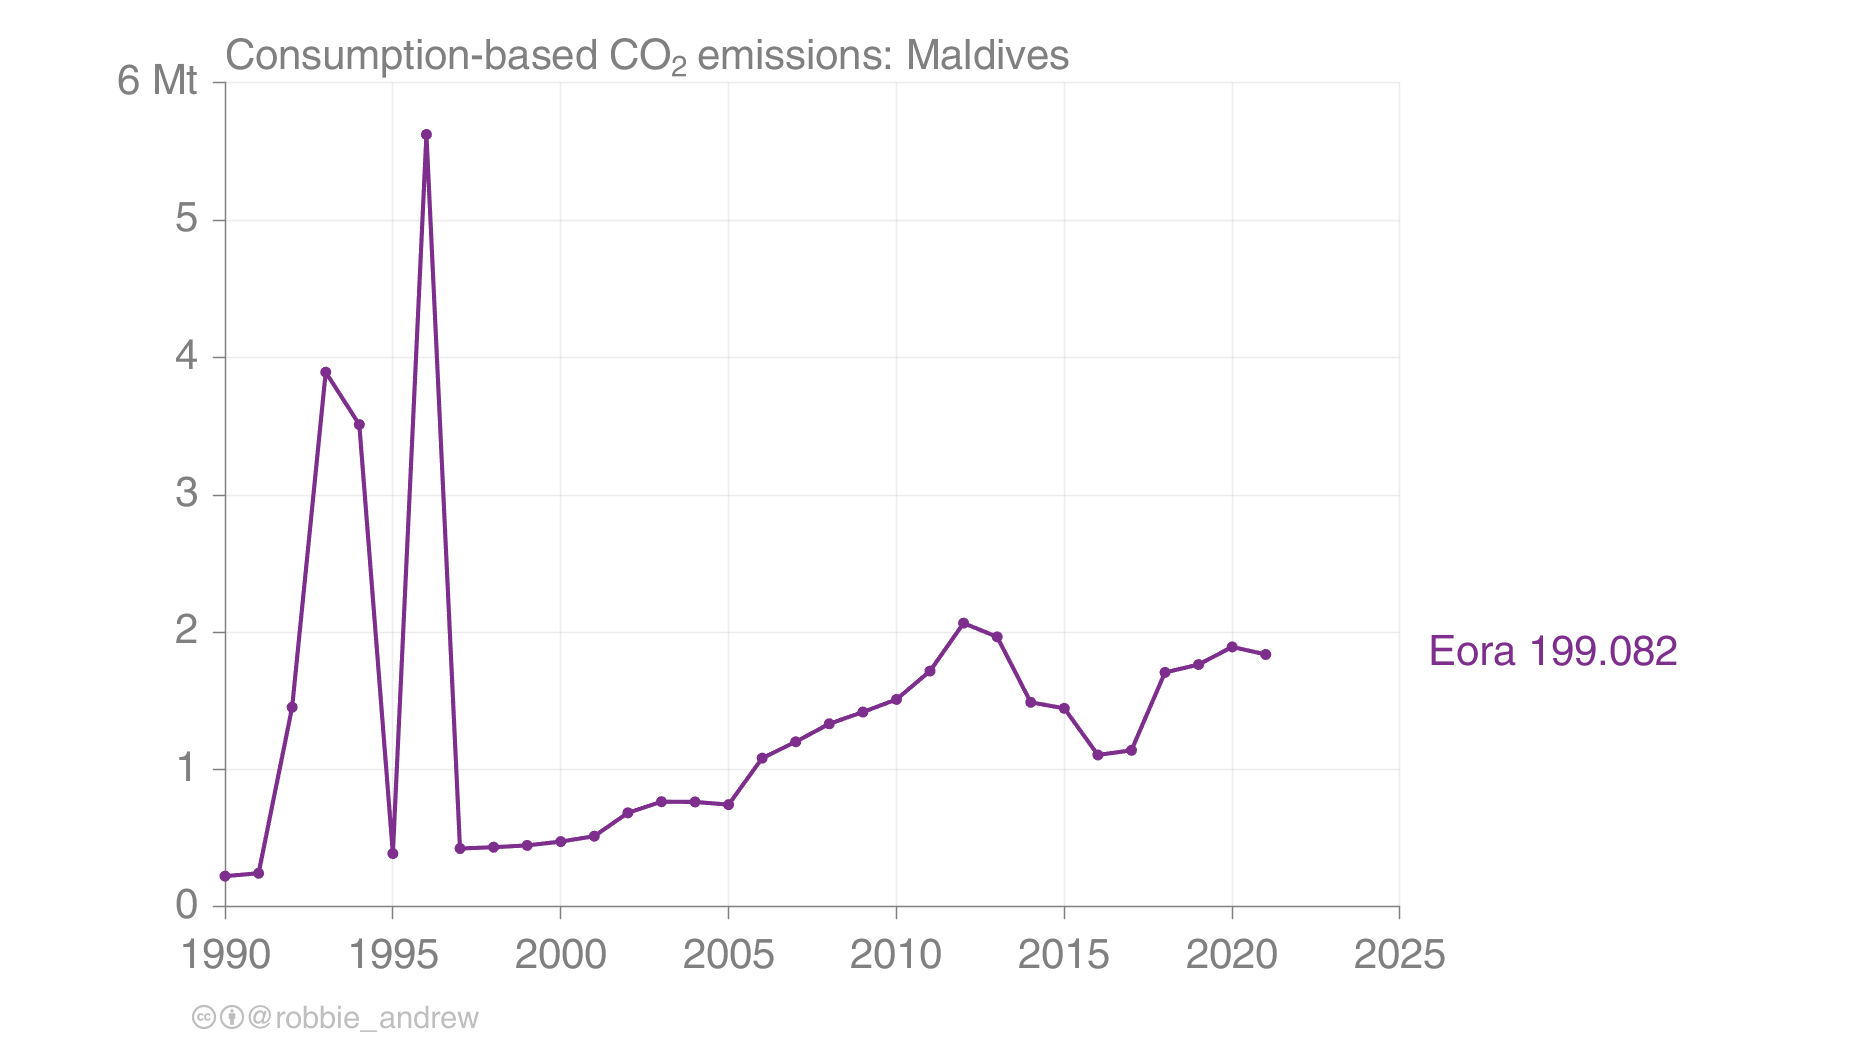 Consumption-based CO₂ emissions: Maldives
6 Mt
5
4
3
2
1
0
1990 1995 2000 2005 2010 2015 2020 2025
Eora 199.082
cc @robbie_andrew